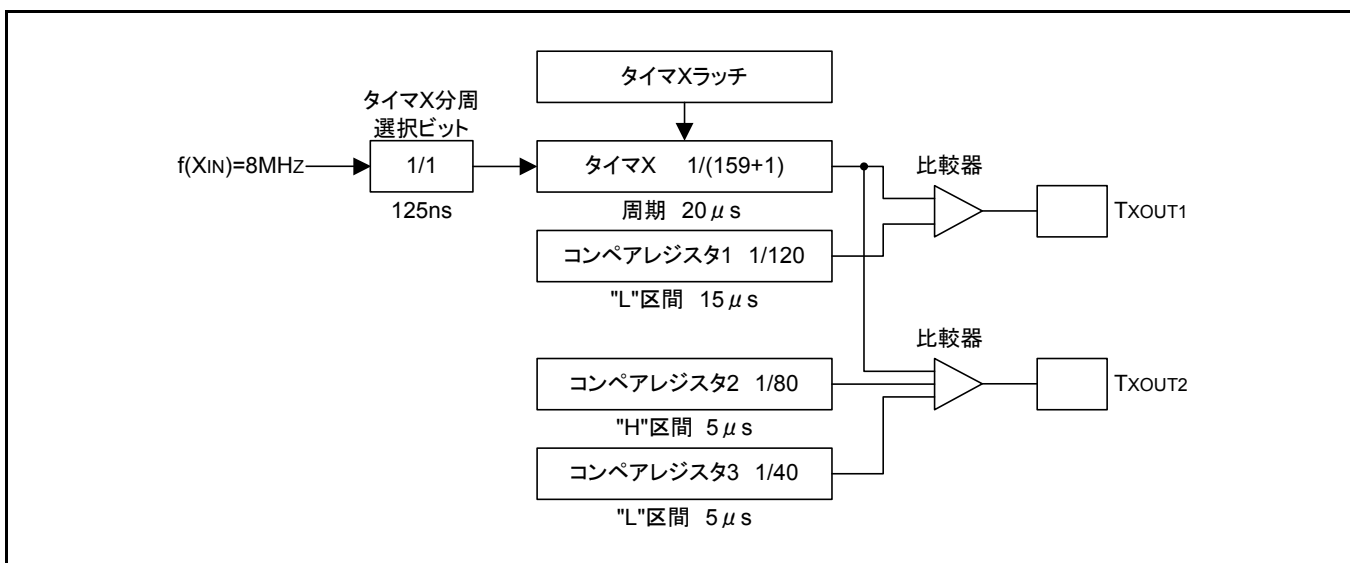 タイマXラッチ
タイマX分周
選択ビット
f(XIN)=8MHz
1/1
125ns
タイマX 1/(159+1)
周期 20μs
比較器
TXOUT1
コンペアレジスタ1 1/120
"L"区間 15μs
比較器
コンペアレジスタ2 1/80
TXOUT2
"H"区間 5μs
コンペアレジスタ3 1/40
"L"区間 5μs